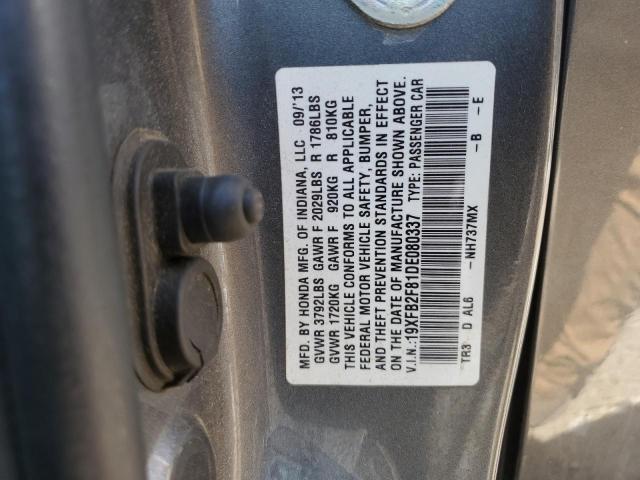 MFD. BY HONDA MFG. OF INDIANA, LLC 09/'13
GVWR 3792LBS GAWR F 2029LBS R 1786LBS
GVWR 1720KG GAWR F 920KG R 810KG
THIS VEHICLE CONFORMS TO ALL APPLICABLE
FEDERAL MOTOR VEHICLE SAFETY, BUMPER,
AND THEFT PREVENTION STANDARDS IN EFFECT
ON THE DATE OF MANUFACTURE SHOWN ABOVE.
V.I.N.:19XFB2F81DE080337 TYPE: PASSENGER CAR
TR3 D AL6 -NH737MX -B -E